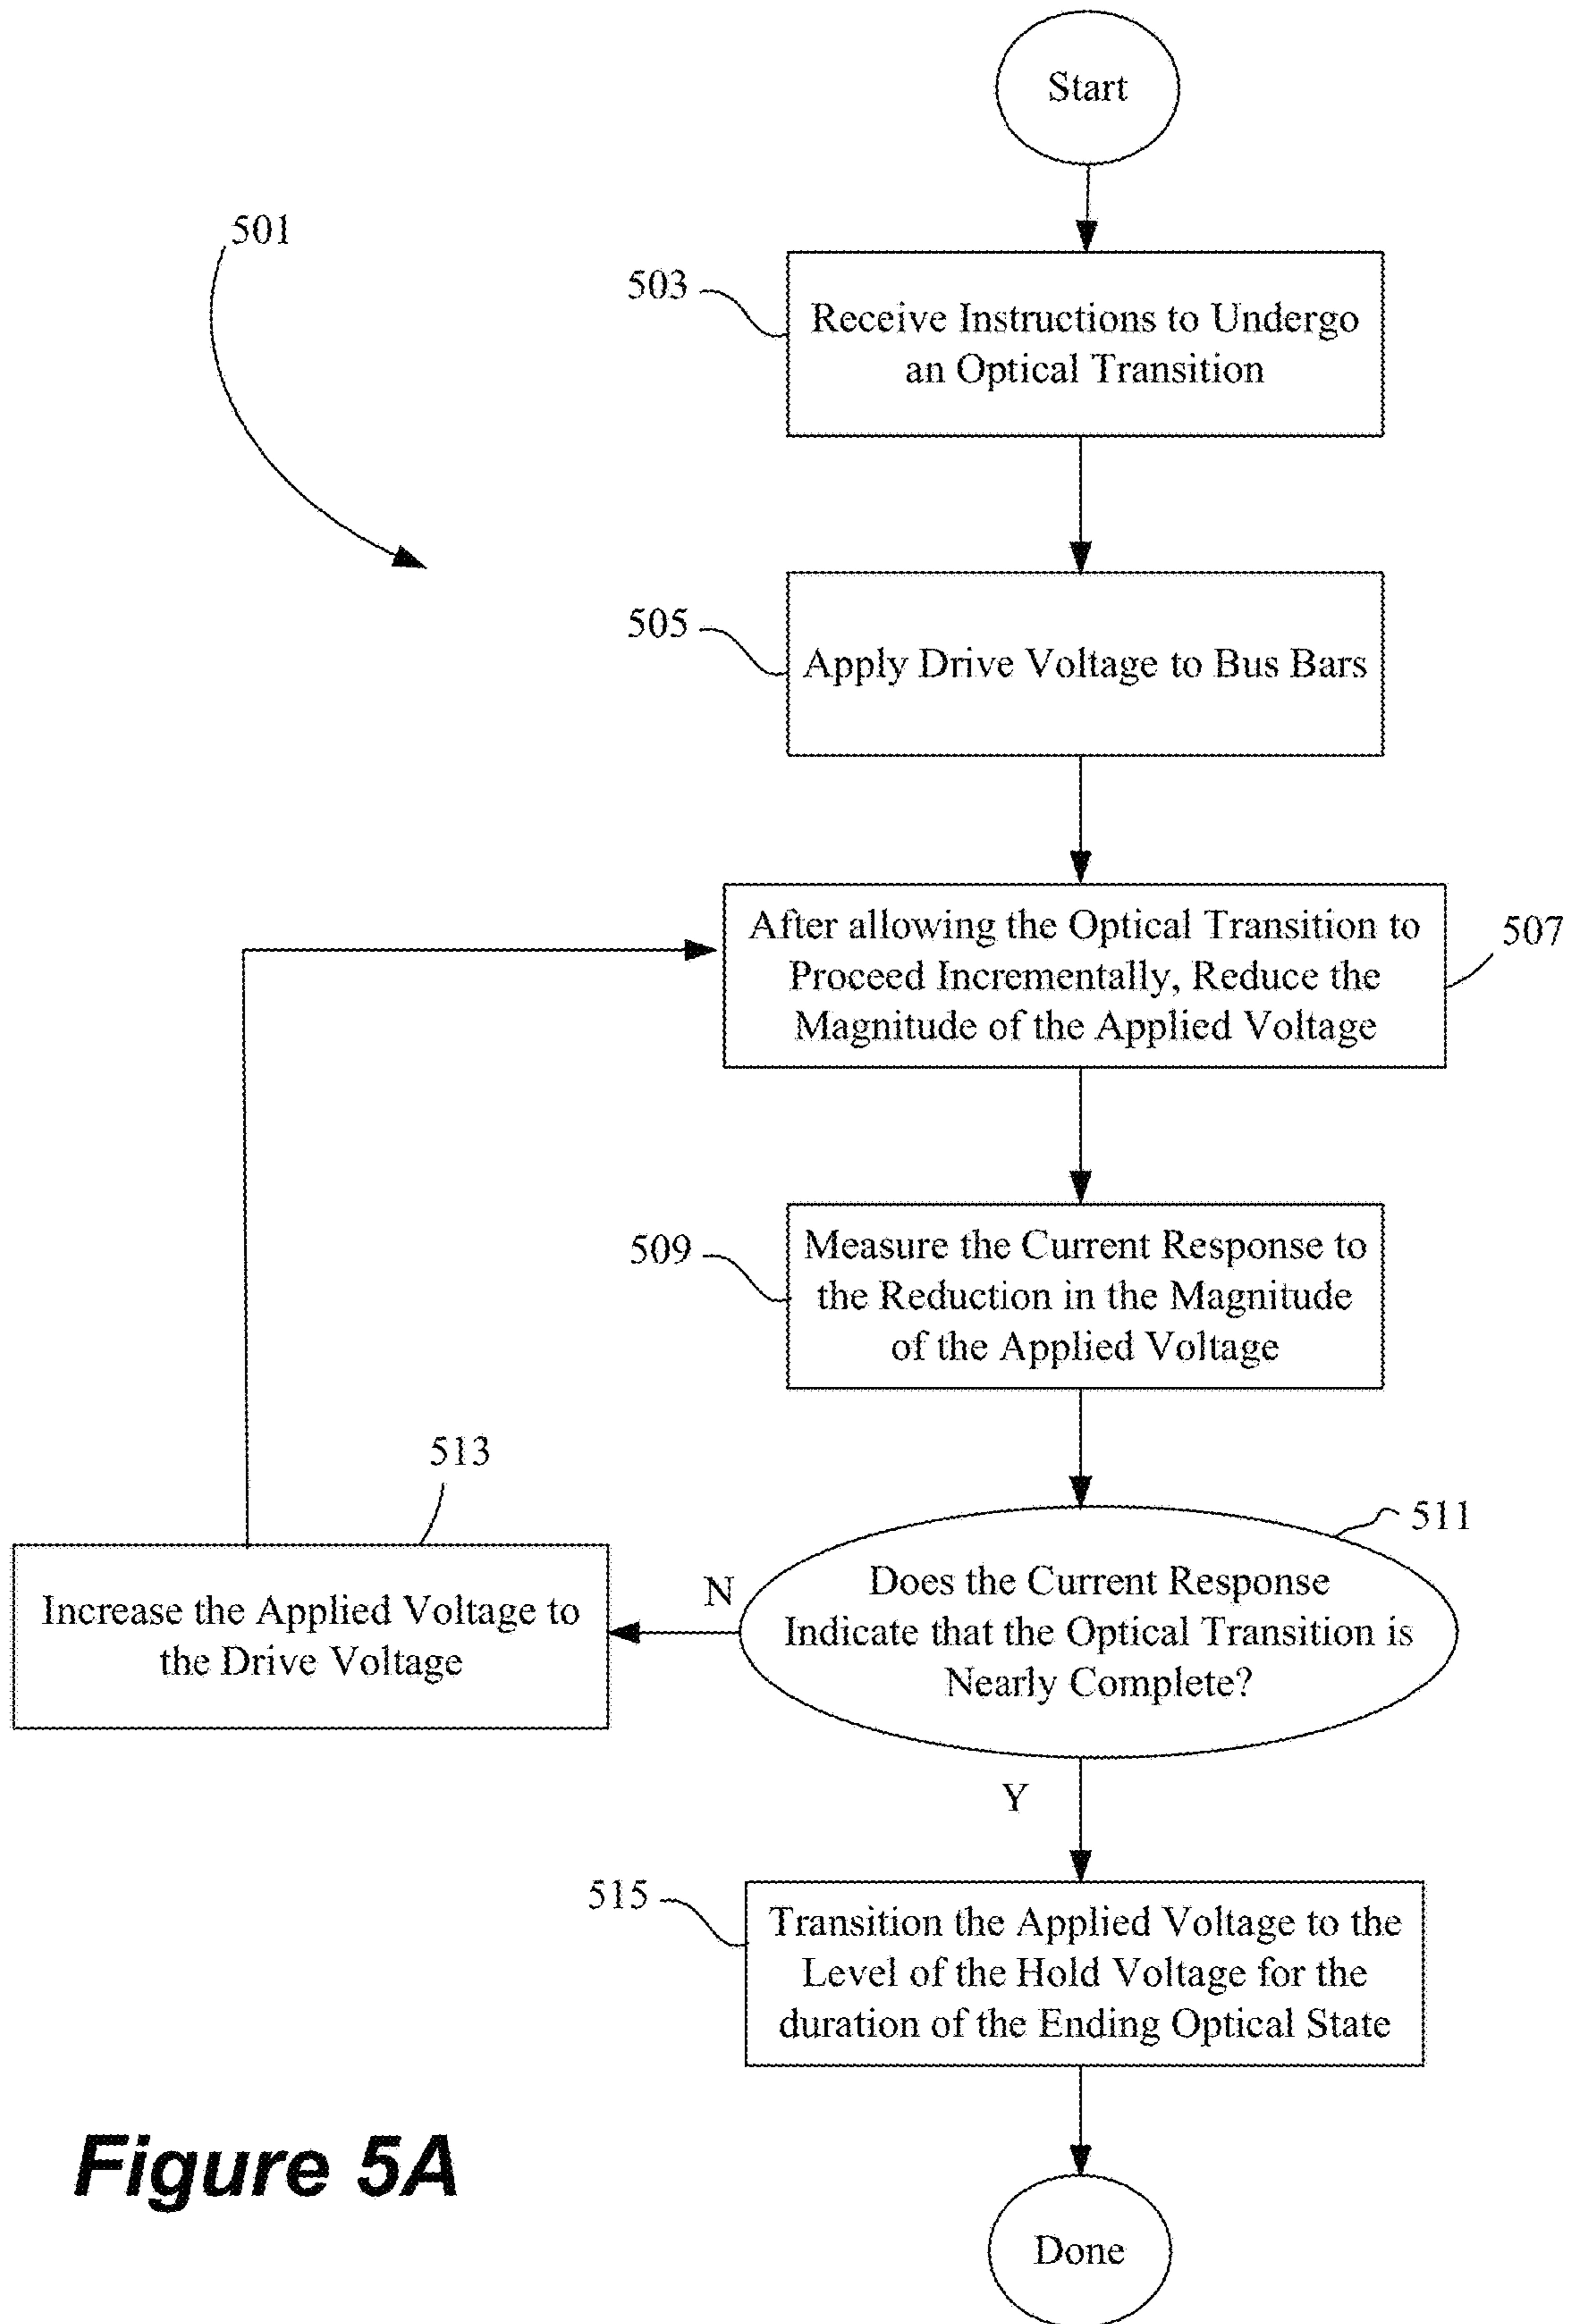 Start
501
503
Receive Instructions to Undergo
an Optical Transition
505
Apply Drive Voltage to Bus Bars
After allowing the Optical Transition to
Proceed Incrementally, Reduce the
Magnitude of the Applied Voltage
507
509
Measure the Current Response to
the Reduction in the Magnitude
of the Applied Voltage
513
511
Increase the Applied Voltage to
the Drive Voltage
N
Does the Current Response
Indicate that the Optical Transition is
Nearly Complete?
Y
515
Transition the Applied Voltage to the
Level of the Hold Voltage for the
duration of the Ending Optical State
Figure 5A
Done